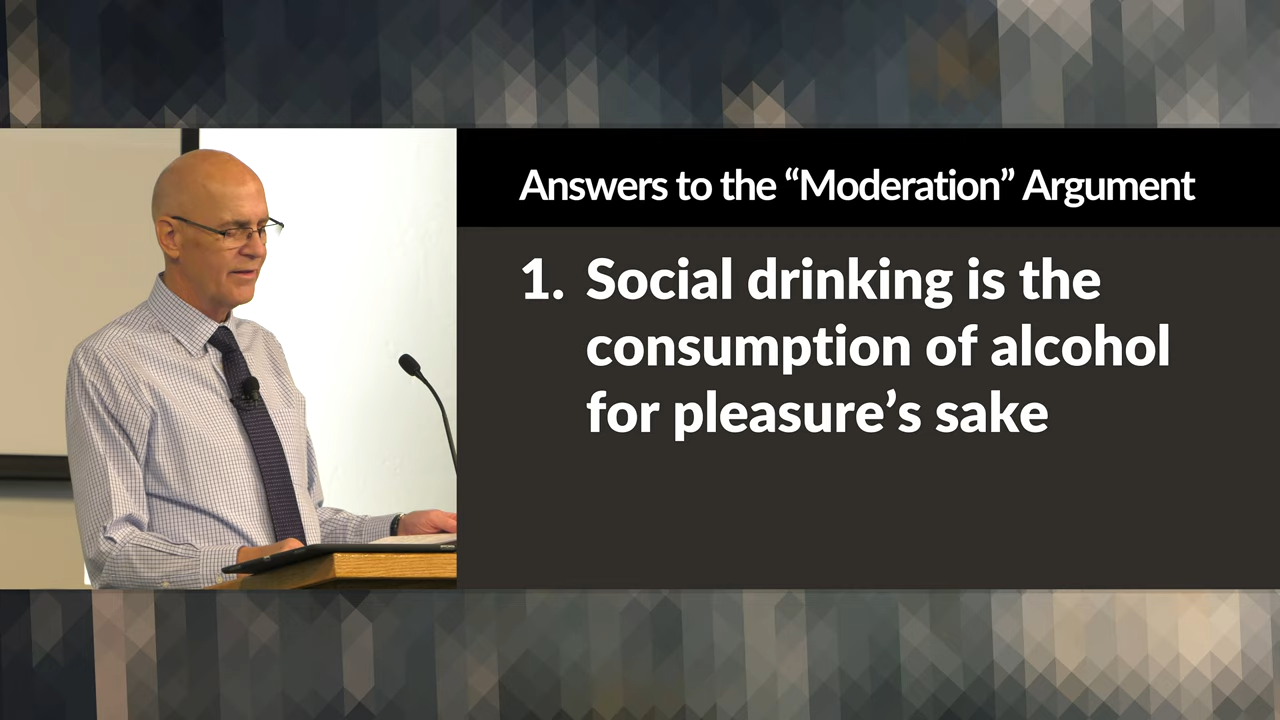 Answers to the “Moderation” Argument
1. Social drinking is the
consumption of alcohol
for pleasure’s sake